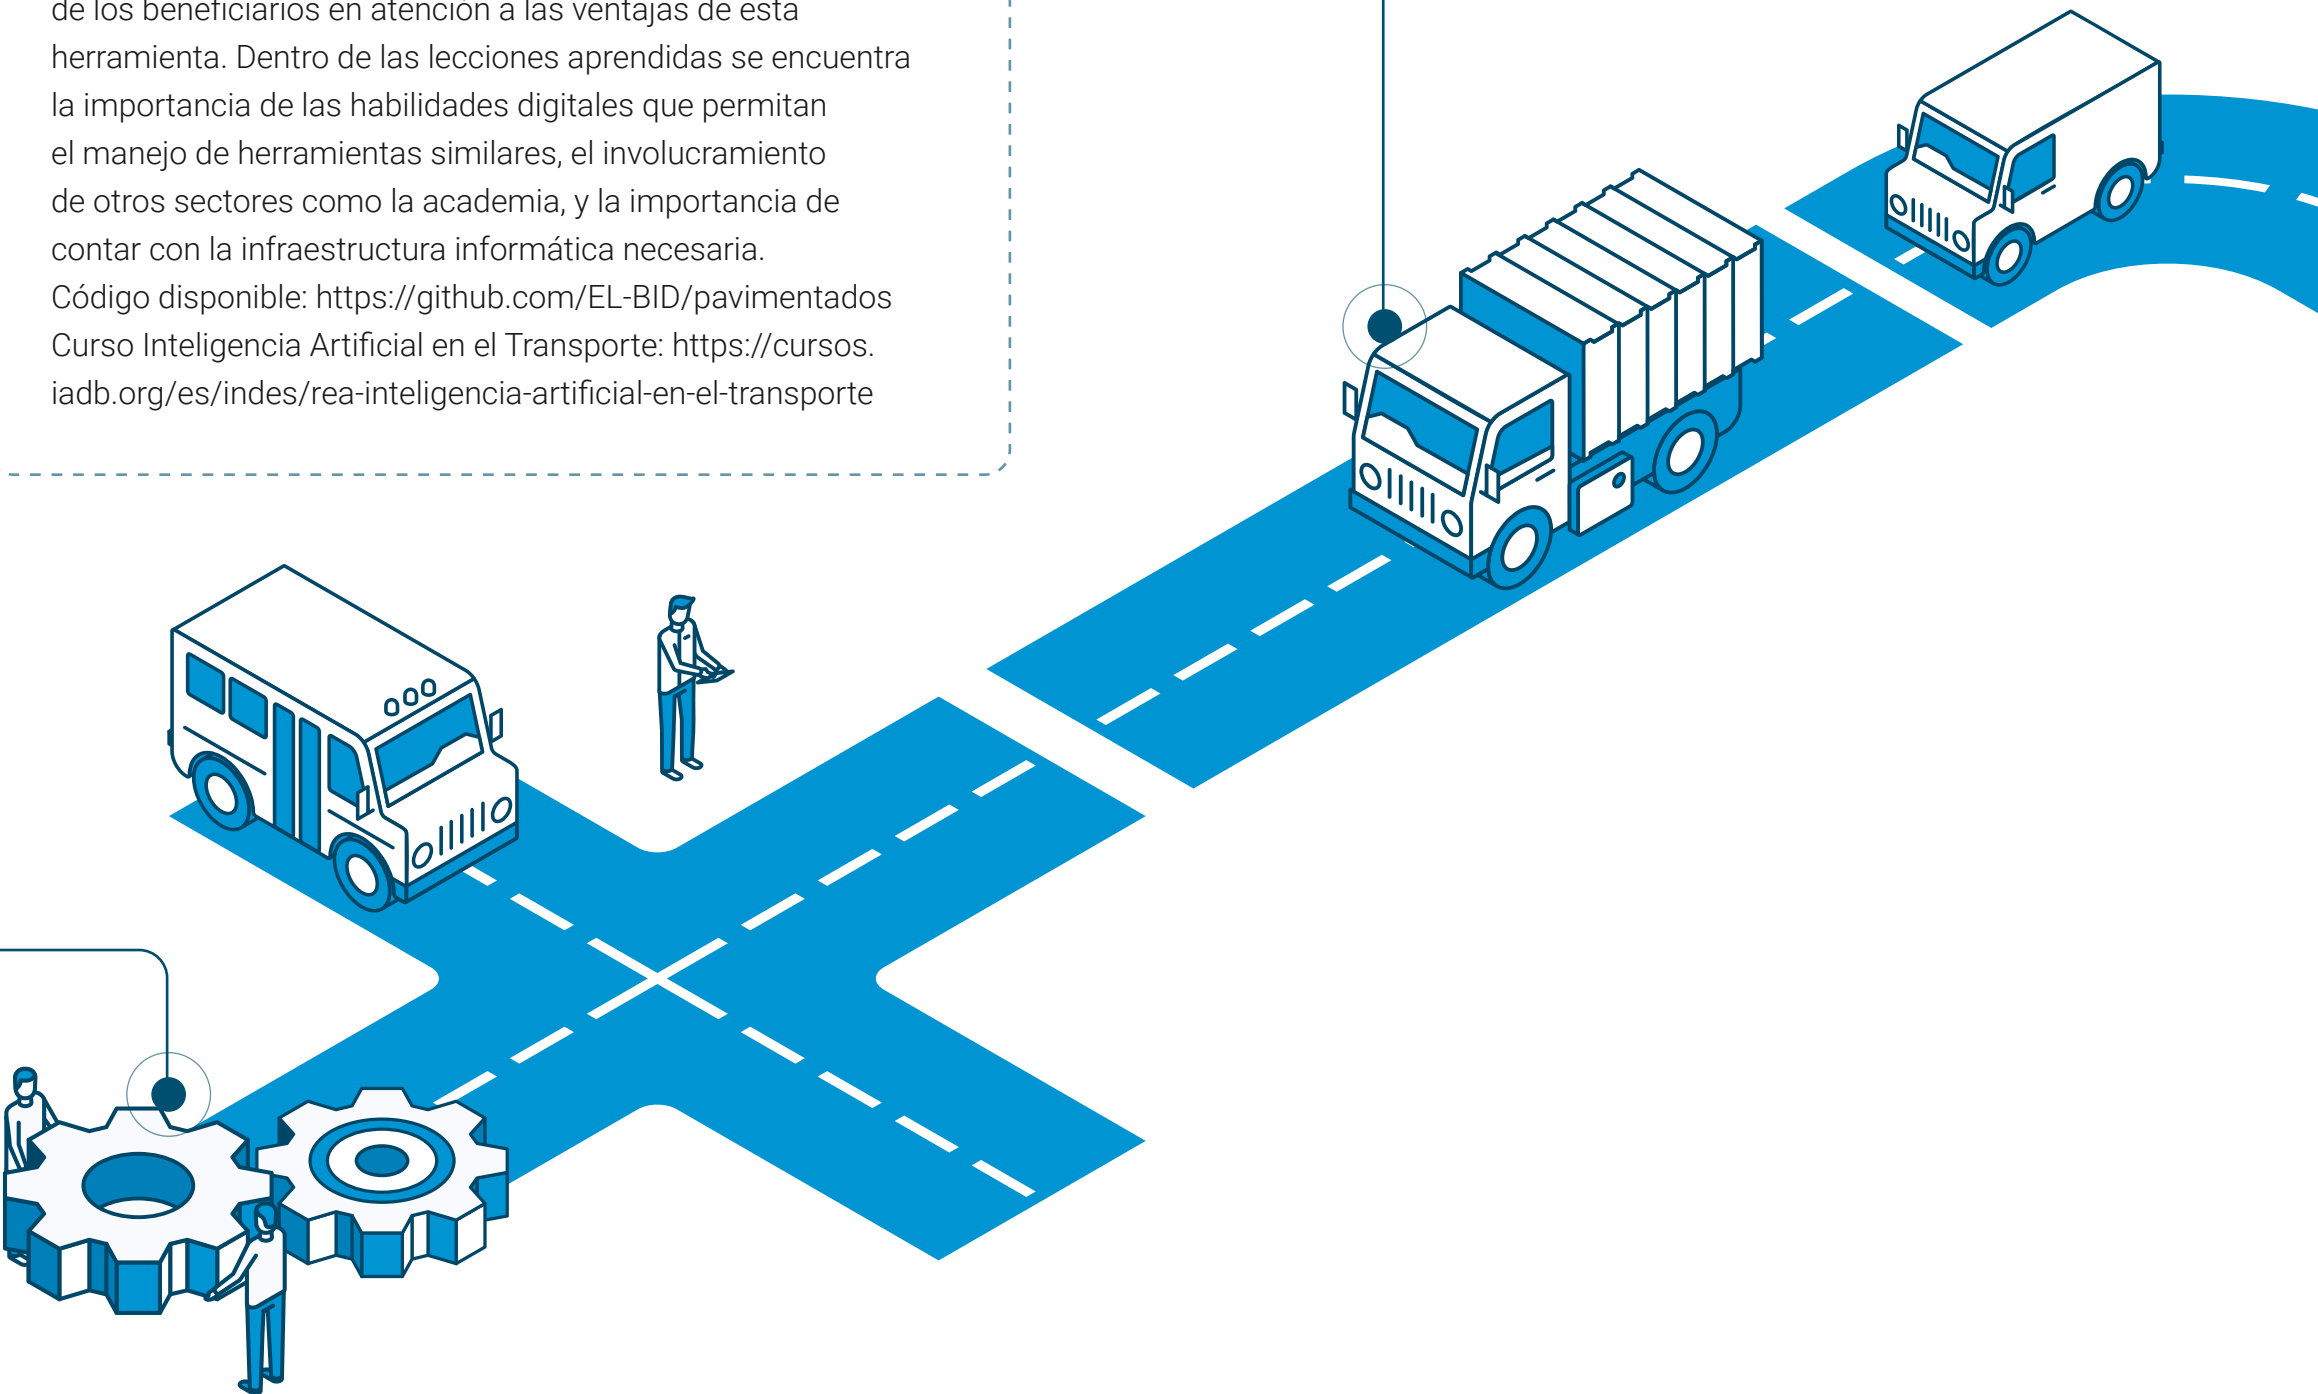 de los beneficiarios en atención a las ventajas de esta
herramienta. Dentro de las lecciones aprendidas se encuentra
la importancia de las habilidades digitales que permitan
el manejo de herramientas similares, el involucramiento
de otros sectores como la academia, y la importancia de
contar con la infraestructura informática necesaria.
Código disponible: https://github.com/EL-BID/pavimentados
Curso Inteligencia Artificial en el Transporte: https://cursos.
iadb.org/es/indes/rea-inteligencia-artificial-en-el-transporte